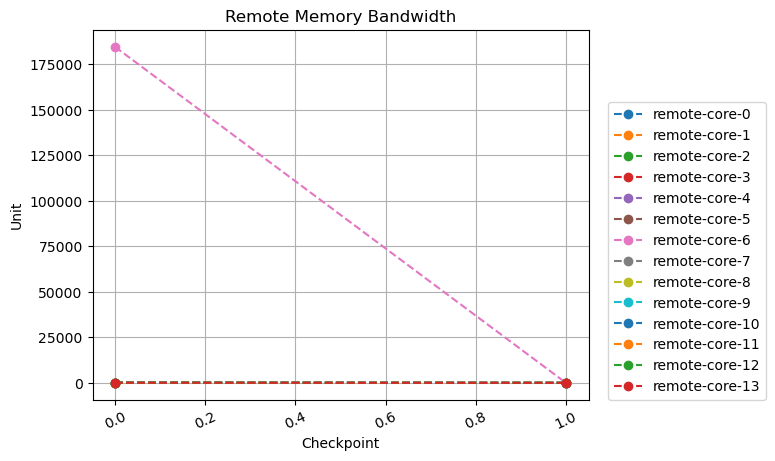 Remote Memory Bandwidth
Unit
175000
150000
125000
100000
75000
50000
25000
0
0.0
0.2
0.4
0.6
0.8
1.0
Checkpoint
remote-core-0
remote-core-1
remote-core-2
remote-core-3
remote-core-4
remote-core-5
remote-core-6
remote-core-7
remote-core-8
remote-core-9
remote-core-10
remote-core-11
remote-core-12
remote-core-13